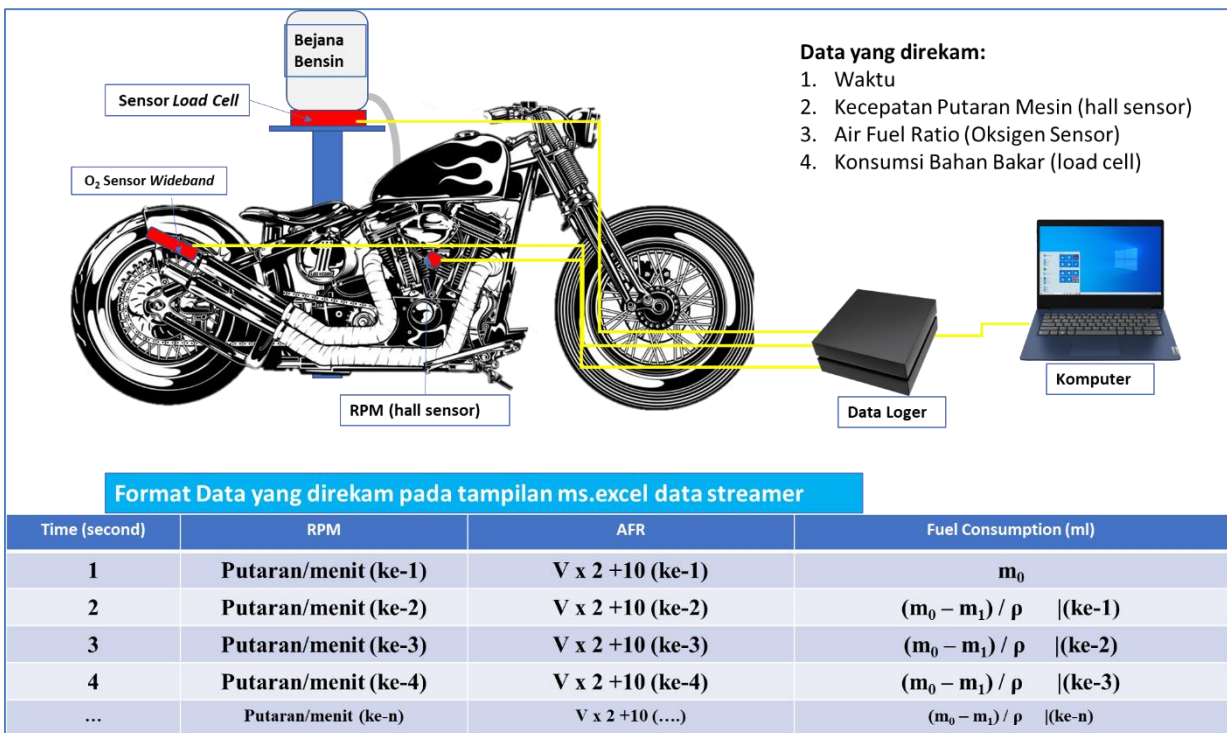 Bejana
Bensin
Sensor Load Cell
O₂ Sensor Wideband
RPM (hall sensor)
Data yang direkam:
1. Waktu
2. Kecepatan Putaran Mesin (hall sensor)
3. Air Fuel Ratio (Oksigen Sensor)
4. Konsumsi Bahan Bakar (load cell)
Komputer
Data Loger
Format Data yang direkam pada tampilan ms.excel data streamer
Time (second) RPM AFR Fuel Consumption (ml)
1 Putaran/menit (ke-1) V x 2 +10 (ke-1) m₀
2 Putaran/menit (ke-2) V x 2 +10 (ke-2) (m₀ – m₁) / ρ |(ke-1)
3 Putaran/menit (ke-3) V x 2 +10 (ke-3) (m₀ – m₁) / ρ |(ke-2)
4 Putaran/menit (ke-4) V x 2 +10 (ke-4) (m₀ – m₁) / ρ |(ke-3)
... Putaran/menit (ke-n) V x 2 +10 (....) (m₀ – m₁) / ρ |(ke-n)